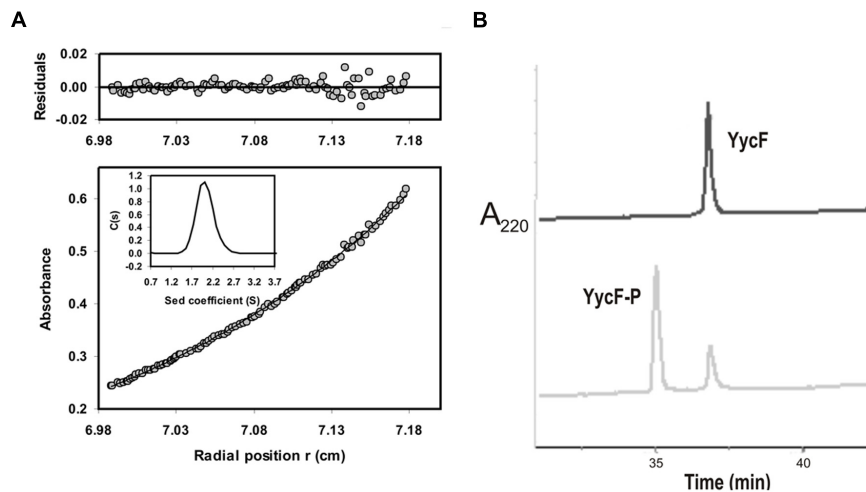 A
B
Residuals
0.02
0.00
-0.02
6.98 7.03 7.08 7.13 7.18
Absorbance
0.6
0.5
0.4
0.3
0.2
C(s)
1.2
1.0
0.8
0.6
0.4
0.2
0.0
-0.2
0.7 1.2 1.7 2.2 2.7 3.2 3.7
Sed coefficient (S)
6.98 7.03 7.08 7.13 7.18
Radial position r (cm)
YycF
A220
YycF-P
35 40
Time (min)